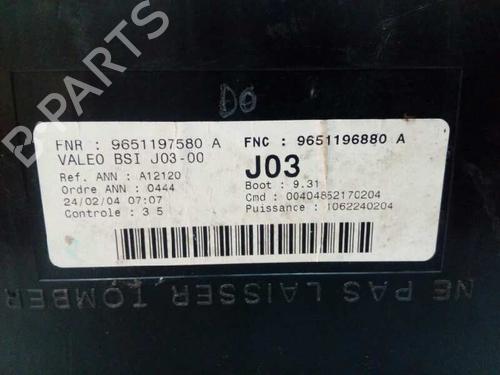 D0
FNR : 9651197580 A FNC : 9651196880 A
VALEO BSI J03-00 J03
Ref. ANN : A12120 Boot : 9.31
Ordre ANN : 0444 Cmd : 00404852170204
24/02/04 07:07 Puissance : 1062240204
Controle : 3 5
NE PAS LAISSER TOMBER
B-PARTS